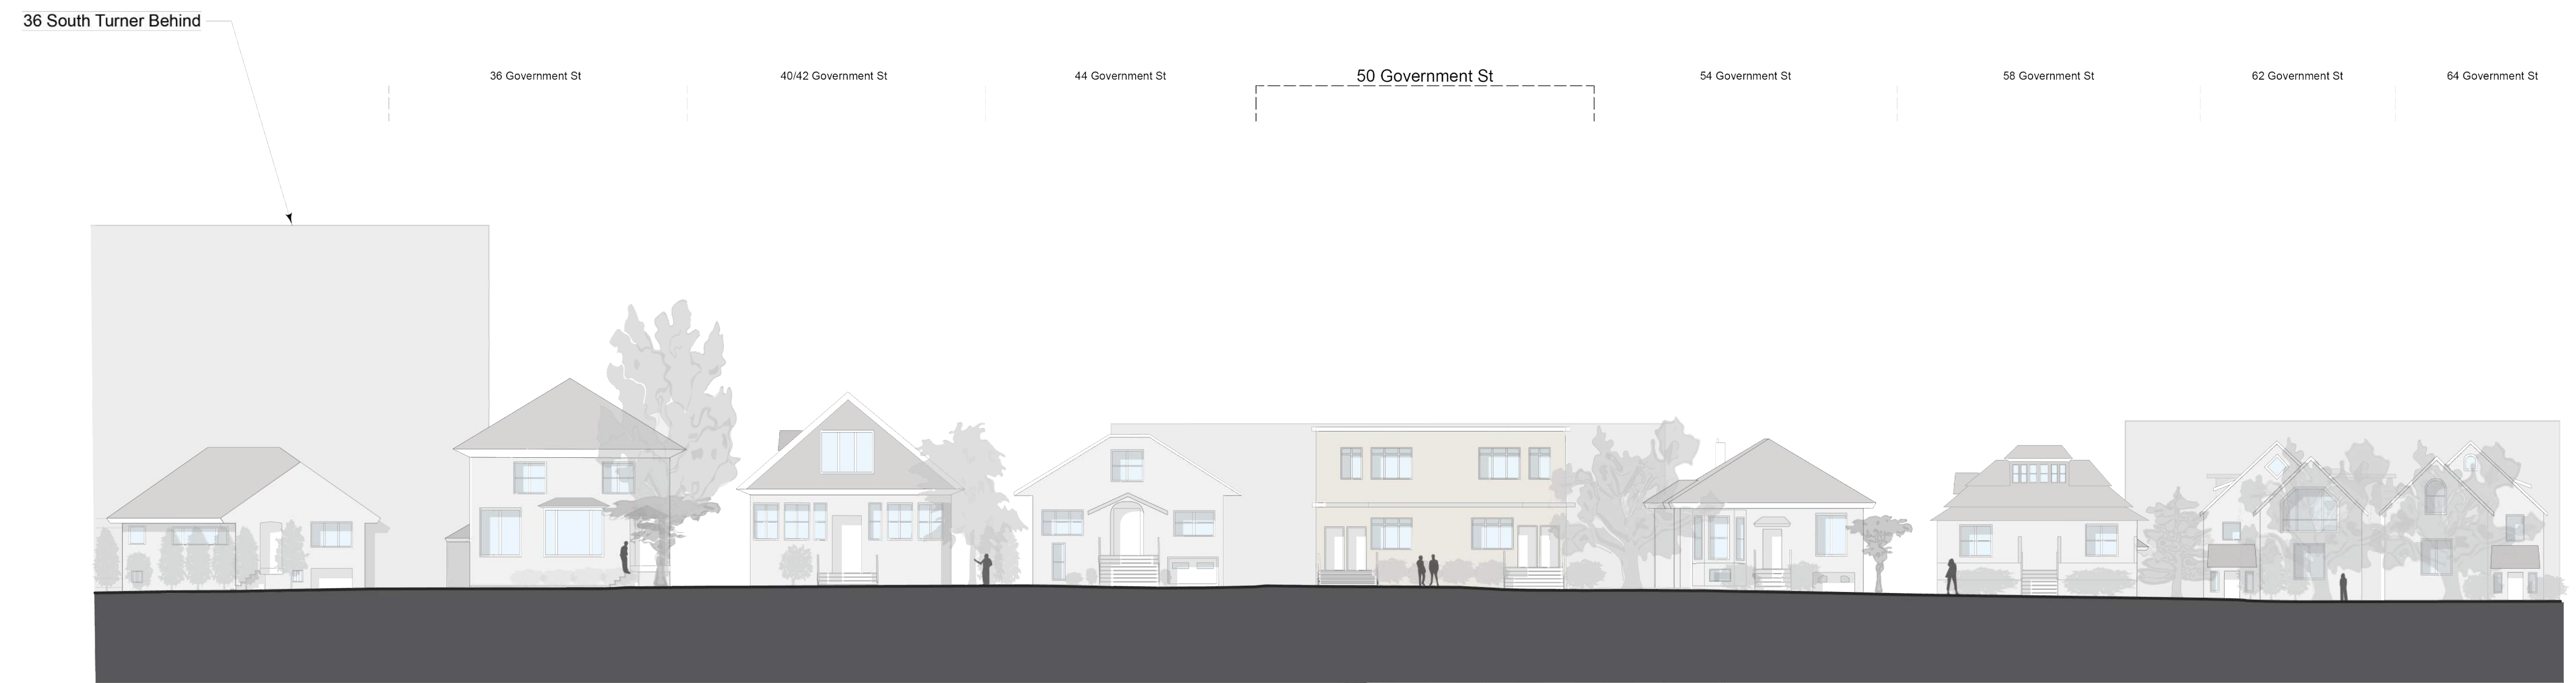 36 South Turner Behind
36 Government St
40/42 Government St
44 Government St
50 Government St
54 Government St
58 Government St
62 Government St
64 Government St